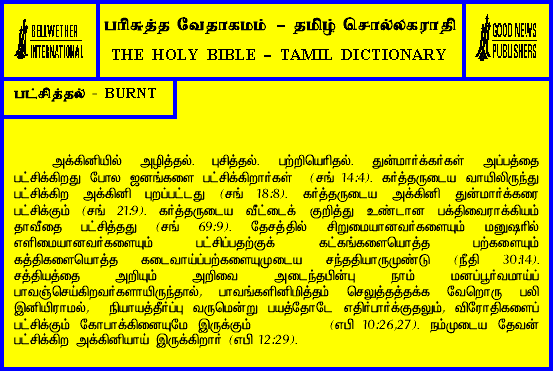 BELLWETHER
INTERNATIONAL
பரிசுத்த வேதாகமம் – தமிழ் சொல்லகராதி
THE HOLY BIBLE – TAMIL DICTIONARY
GOOD NEWS
PUBLISHERS
பட்சித்தல் - BURNT
அக்கினியில் அழித்தல். புசித்தல். பற்றியெரிதல். துன்மார்க்கர்கள் அப்பத்தை
பட்சிக்கிறது போல ஜனங்களை பட்சிக்கிறார்கள் (சங் 14:4). கர்த்தருடைய வாயிலிருந்து
பட்சிக்கிற அக்கினி புறப்பட்டது (சங் 18:8). கர்த்தருடைய அக்கினி துன்மார்க்கரை
பட்சிக்கும் (சங் 21:9). கர்த்தருடைய வீட்டைக் குறித்து உண்டான பக்திவைராக்கியம்
தாவீதை பட்சித்தது (சங் 69:9). தேசத்தில் சிறுமையானவர்களையும் மனுஷரில்
எளிமையானவர்களையும் பட்சிப்பதற்குக் கட்கங்களையொத்த பற்களையும்
கத்திகளையொத்த கடைவாய்ப்பற்களையுமுடைய சந்ததியாருமுண்டு (நீதி 30:14).
சத்தியத்தை அறியும் அறிவை அடைந்தபின்பு நாம் மனப்பூர்வமாய்ப்
பாவஞ்செய்கிறவர்களாயிருந்தால், பாவங்களினிமித்தம் செலுத்தத்தக்க வேறொரு பலி
இனியிராமல், நியாயத்தீர்ப்பு வருமென்று பயத்தோடே எதிர்பார்க்குதலும், விரோதிகளைப்
பட்சிக்கும் கோபாக்கினையுமே இருக்கும் (எபி 10:26,27). நம்முடைய தேவன்
பட்சிக்கிற அக்கினியாய் இருக்கிறார் (எபி 12:29).